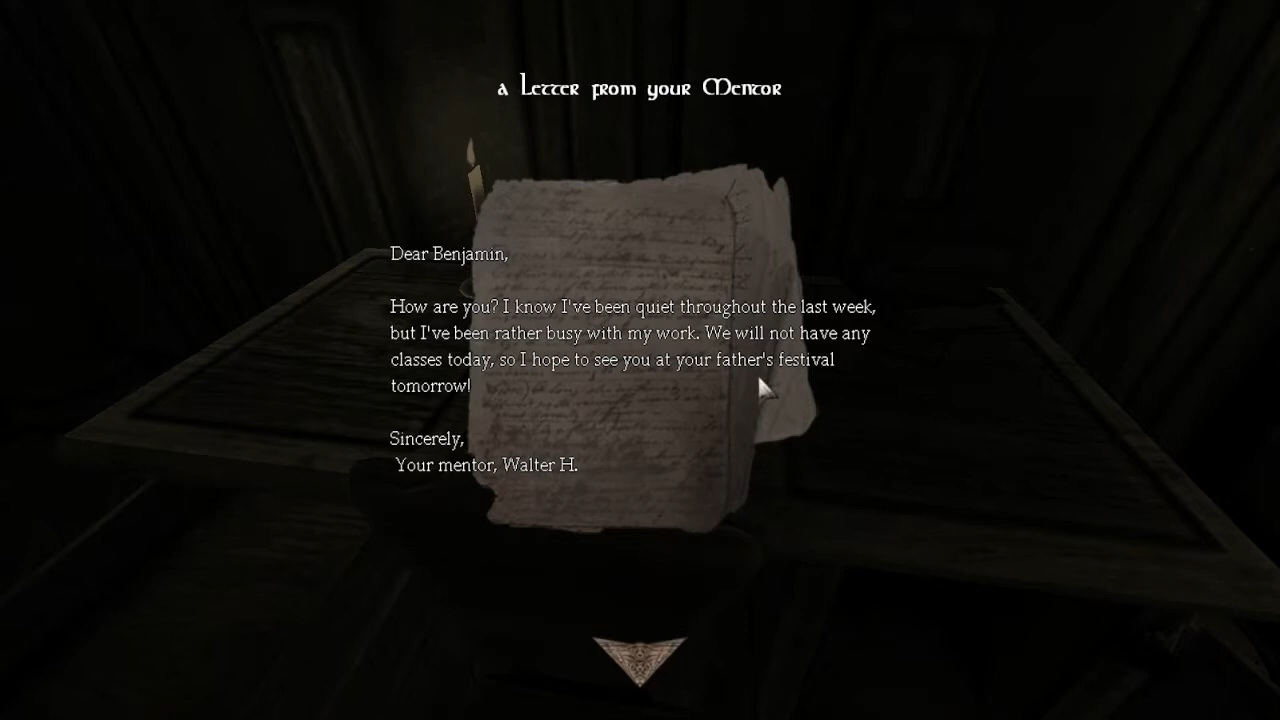 a Letter from your Mentor
Dear Benjamin,
How are you? I know I've been quiet throughout the last week,
but I've been rather busy with my work. We will not have any
classes today, so I hope to see you at your father's festival
tomorrow!
Sincerely,
Your mentor, Walter H.